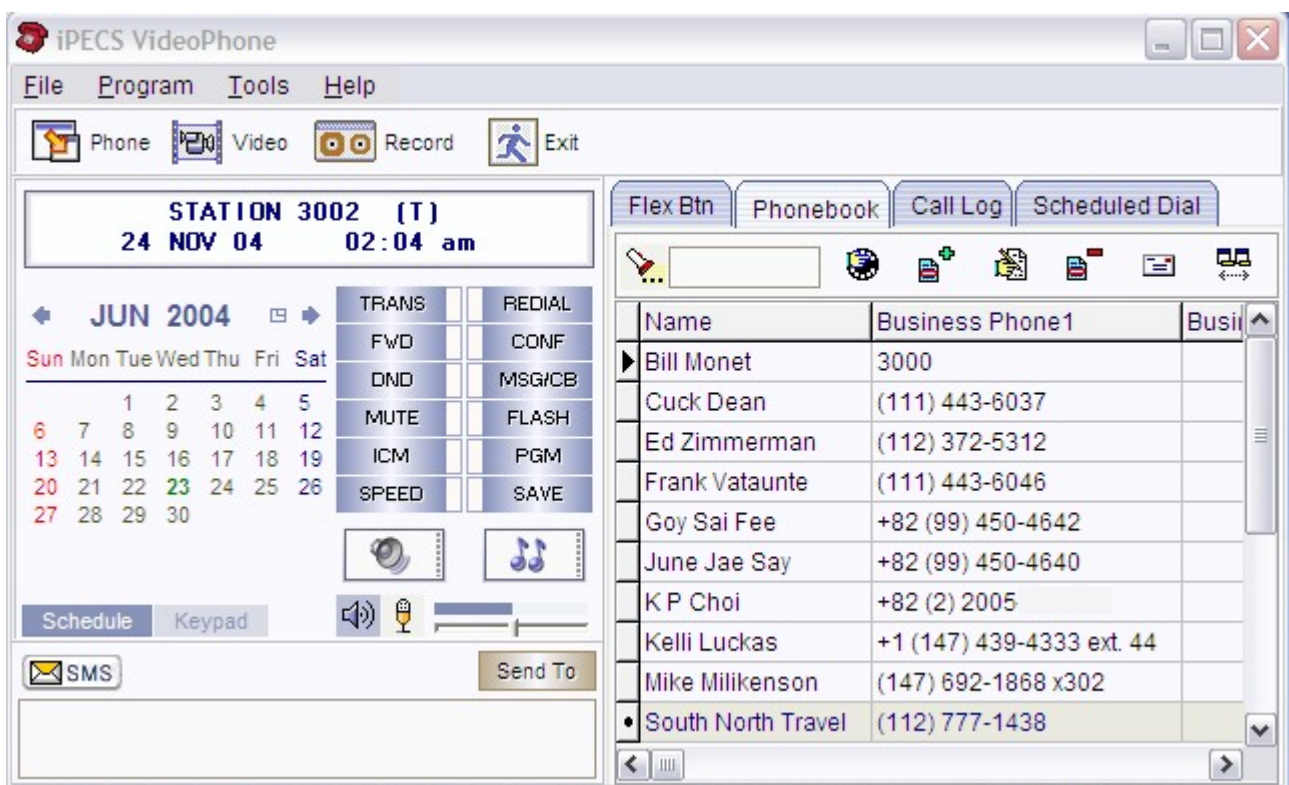 iPECS VideoPhone
File Program Tools Help
Phone Video Record Exit
STATION 3002 (T)
24 NOV 04 02:04 am
JUN 2004
Sun Mon Tue Wed Thu Fri Sat
1 2 3 4 5
6 7 8 9 10 11 12
13 14 15 16 17 18 19
20 21 22 23 24 25 26
27 28 29 30
Schedule Keypad
TRANS REDIAL
FWD CONF
DND MSG/CB
MUTE FLASH
ICM PGM
SPEED SAVE
SMS Send To
Flex Btn Phonebook Call Log Scheduled Dial
Name Business Phone1 Busi
Bill Monet 3000
Cuck Dean (111) 443-6037
Ed Zimmerman (112) 372-5312
Frank Vataunte (111) 443-6046
Goy Sai Fee +82 (99) 450-4642
June Jae Say +82 (99) 450-4640
K P Choi +82 (2) 2005
Kelli Luckas +1 (147) 439-4333 ext. 44
Mike Milikenson (147) 692-1868 x302
South North Travel (112) 777-1438